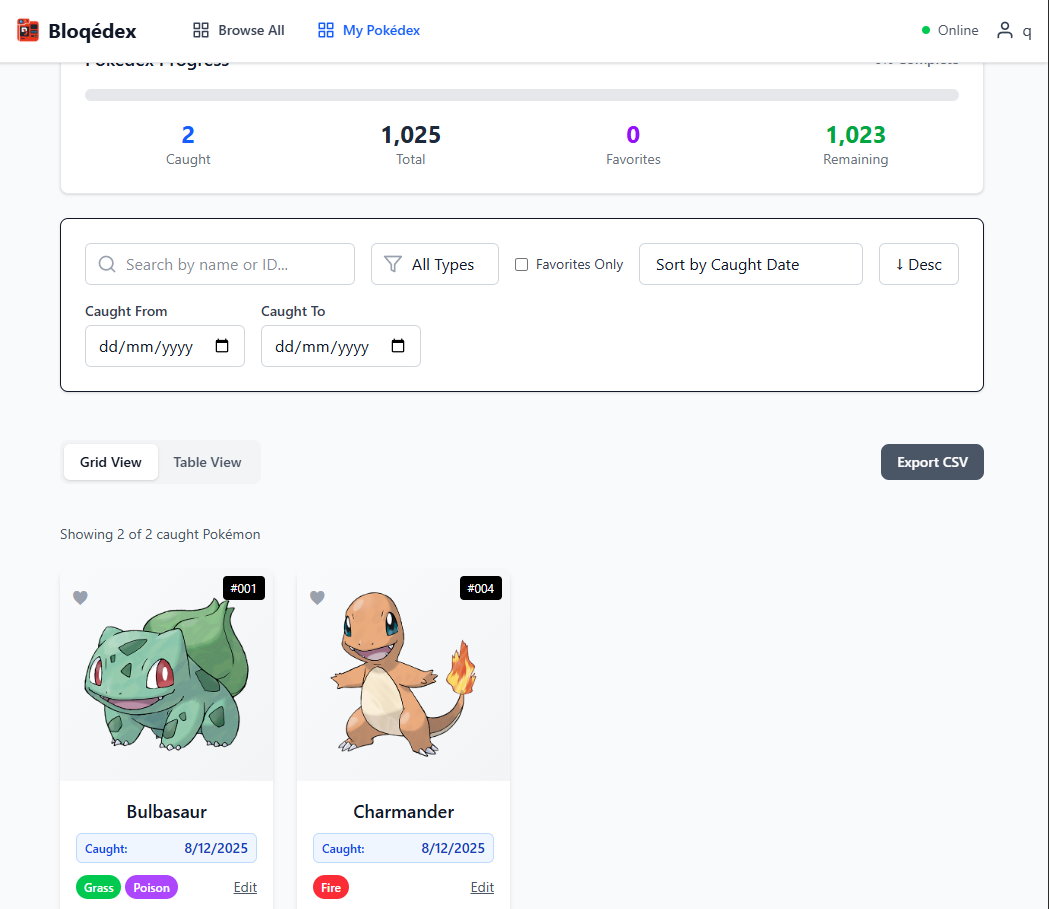 Bloqédex Browse All My Pokédex Online q
Pokédex Progress 0% Complete
2 1,025 0 1,023
Caught Total Favorites Remaining
Search by name or ID... All Types Favorites Only Sort by Caught Date ↓ Desc
Caught From Caught To
dd/mm/yyyy dd/mm/yyyy
Grid View Table View Export CSV
Showing 2 of 2 caught Pokémon
#001 #004
Bulbasaur Charmander
Caught: 8/12/2025 Caught: 8/12/2025
Grass Poison Edit Fire Edit